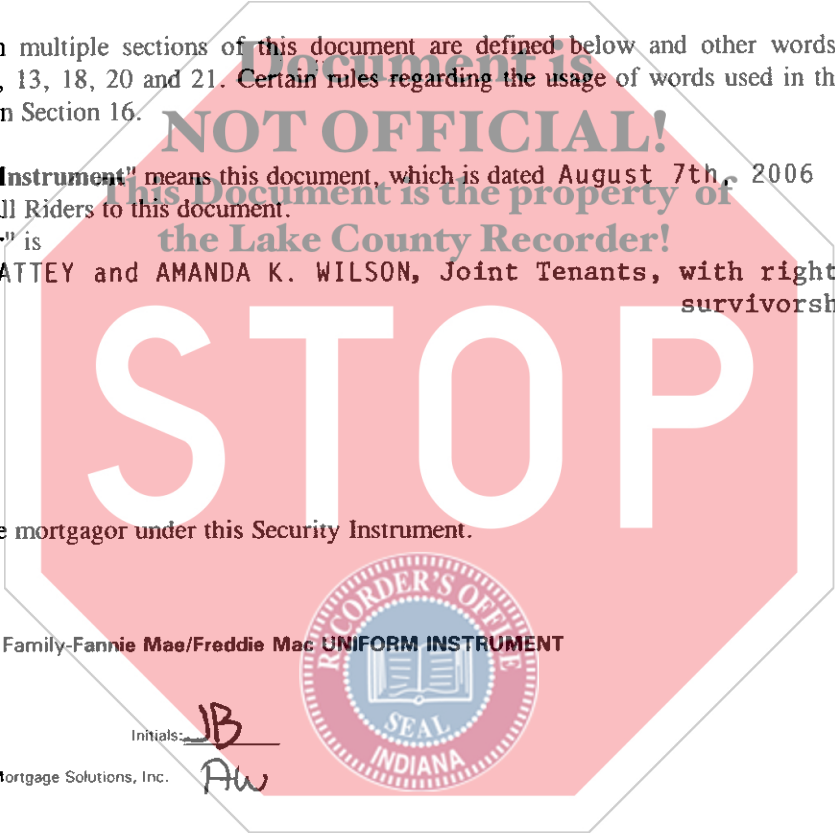 multiple sections of this document are defined below and other words
, 13, 18, 20 and 21. Certain rules regarding the usage of words used in
n Section 16.
Instrument" means this document, which is dated August 7th, 2006
ll Riders to this document.
" is
ATTEY and AMANDA K. WILSON, Joint Tenants, with right
survivorsh
Document is
NOT OFFICIAL!
This Document is the property of
the Lake County Recorder!
STOP
e mortgagor under this Security Instrument.
Family-Fannie Mae/Freddie Mac UNIFORM INSTRUMENT
RECORDER'S OFFICE
SEAL
INDIANA
Initials: JB
AW
Mortgage Solutions, Inc.